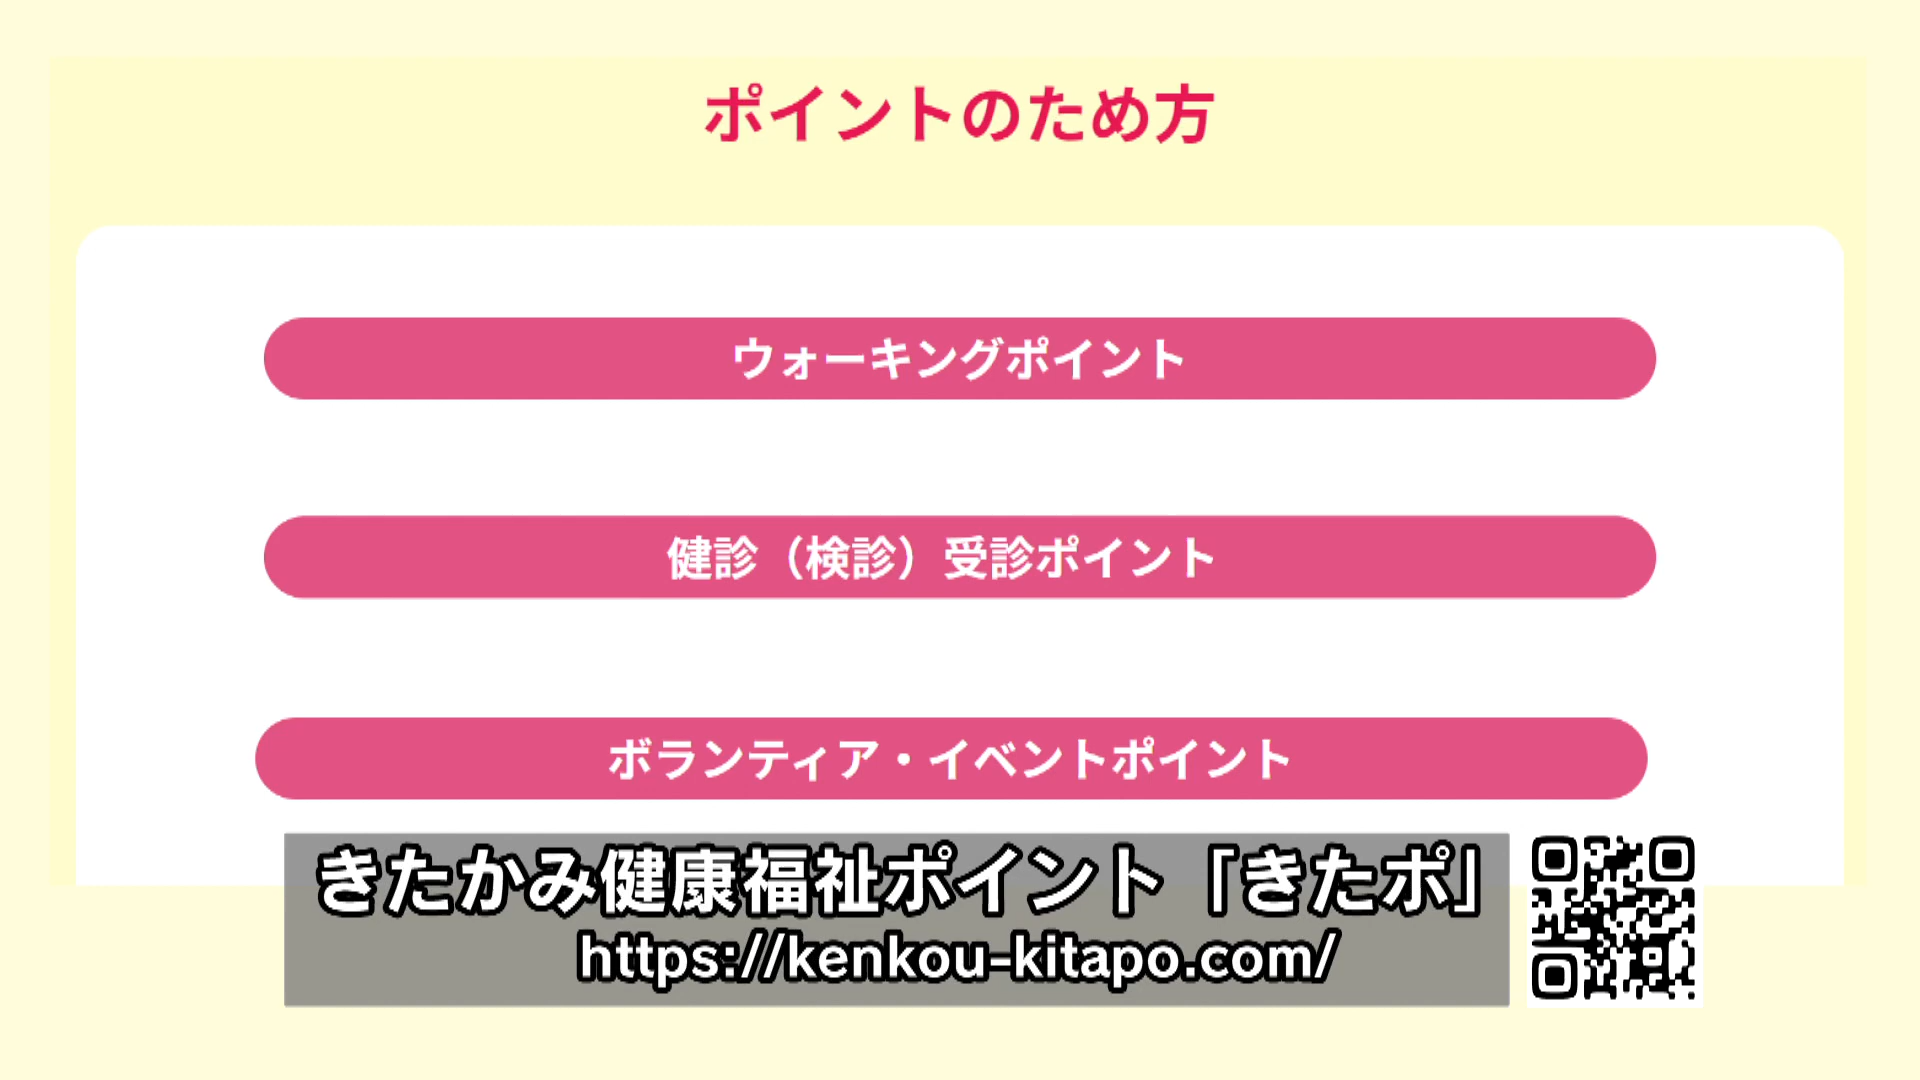 ポイントのため方
ウォーキングポイント
健診（検診）受診ポイント
ボランティア・イベントポイント
きたかみ健康福祉ポイント「きたポ」
https://kenkou-kitapo.com/